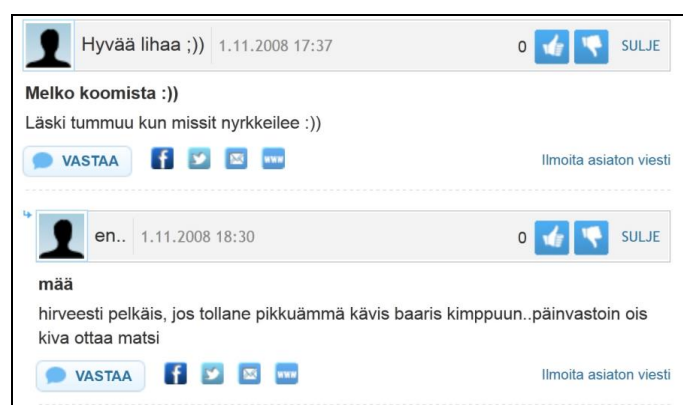 Hyvää lihaa ;)) 1.11.2008 17:37 0 SULJE
Melko koomista :))
Läski tummuu kun missit nyrkkeilee :))
VASTAA f www Ilmoita asiaton viesti
en.. 1.11.2008 18:30 0 SULJE
mää
hirveesti pelkäis, jos tollane pikkuämmä kävis baaris kimppuun..päinvastoin ois
kiva ottaa matsi
VASTAA f www Ilmoita asiaton viesti